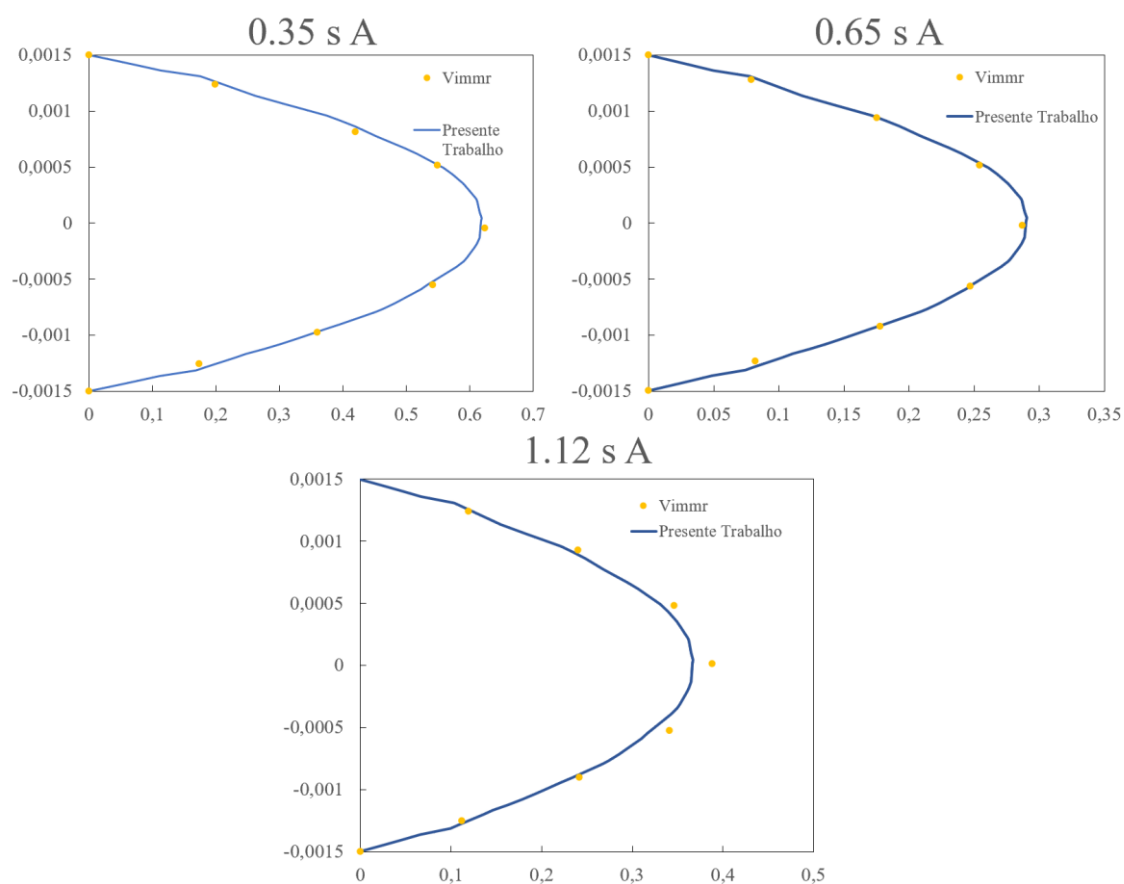 0.35 s A
0,0015
0,001
0,0005
0
-0,0005
-0,001
-0,0015
0 0,1 0,2 0,3 0,4 0,5 0,6 0,7
Vimmr
Presente
Trabalho
0.65 s A
0,0015
0,001
0,0005
0
-0,0005
-0,001
-0,0015
0 0,05 0,1 0,15 0,2 0,25 0,3 0,35
Vimmr
Presente Trabalho
1.12 s A
0,0015
0,001
0,0005
0
-0,0005
-0,001
-0,0015
0 0,1 0,2 0,3 0,4 0,5
Vimmr
Presente Trabalho